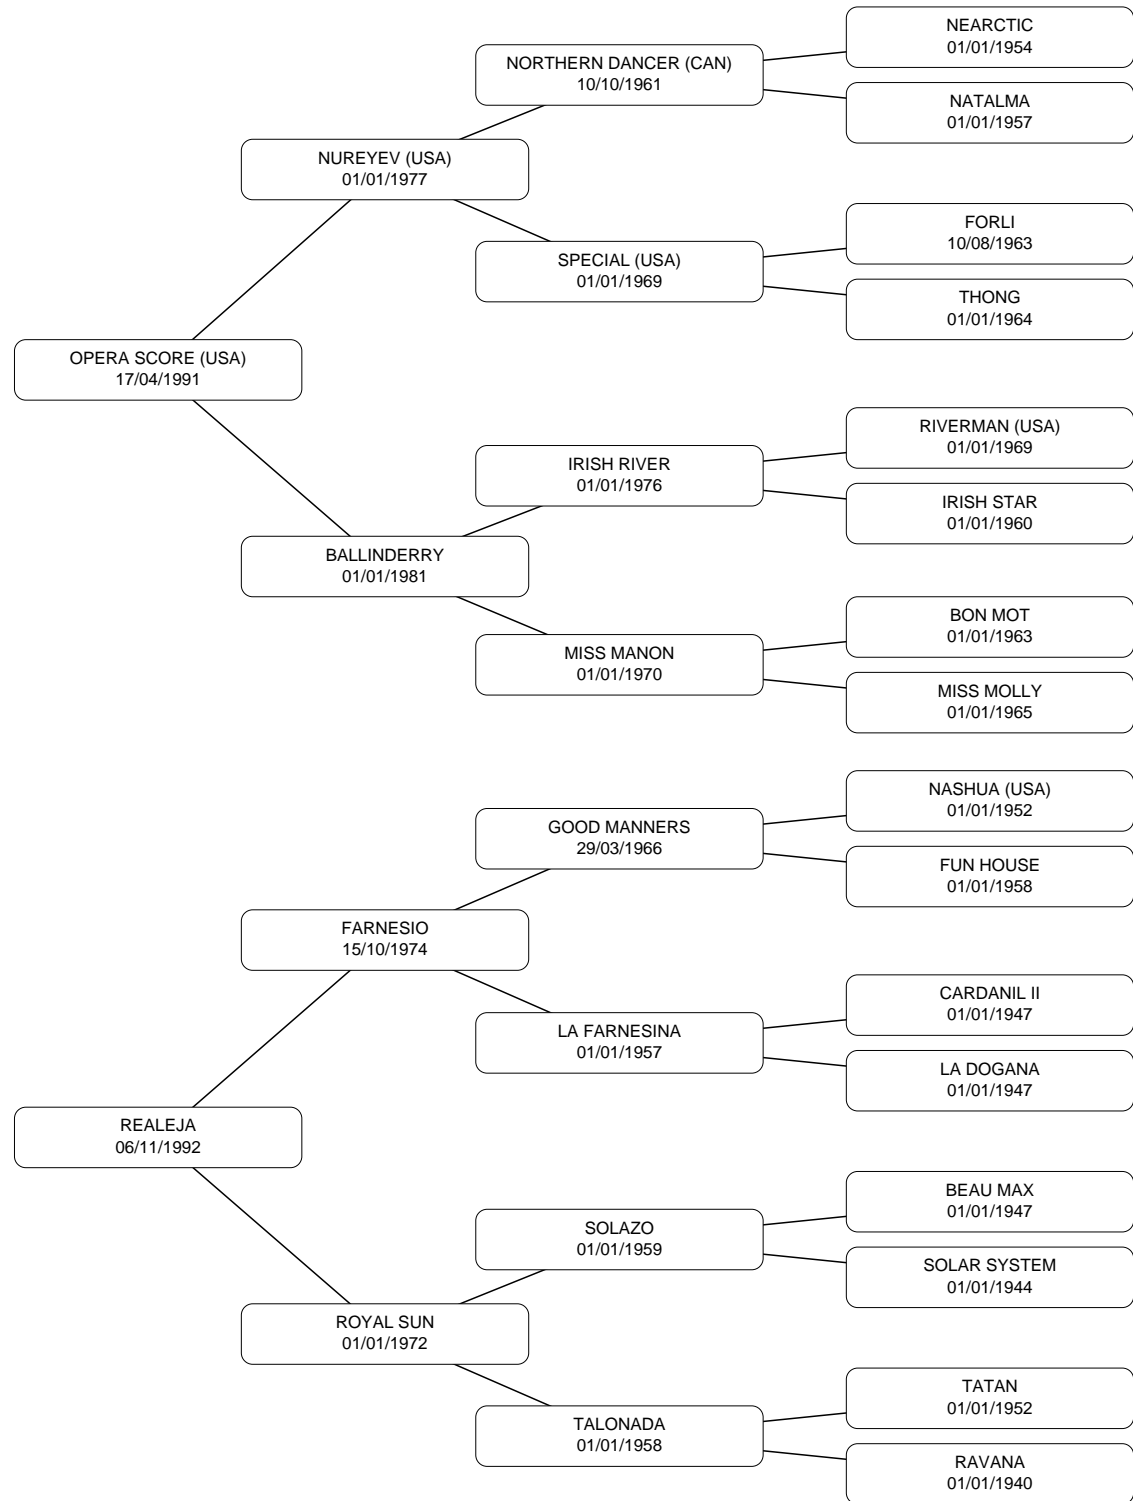 NEARCTIC
01/01/1954
NORTHERN DANCER (CAN)
10/10/1961
NATALMA
01/01/1957
NUREYEV (USA)
01/01/1977
FORLI
10/08/1963
SPECIAL (USA)
01/01/1969
THONG
01/01/1964
OPERA SCORE (USA)
17/04/1991
RIVERMAN (USA)
01/01/1969
IRISH RIVER
01/01/1976
IRISH STAR
01/01/1960
BALLINDERRY
01/01/1981
BON MOT
01/01/1963
MISS MANON
01/01/1970
MISS MOLLY
01/01/1965
NASHUA (USA)
01/01/1952
GOOD MANNERS
29/03/1966
FUN HOUSE
01/01/1958
FARNESIO
15/10/1974
CARDANIL II
01/01/1947
LA FARNESINA
01/01/1957
LA DOGANA
01/01/1947
REALEJA
06/11/1992
BEAU MAX
01/01/1947
SOLAZO
01/01/1959
SOLAR SYSTEM
01/01/1944
ROYAL SUN
01/01/1972
TATAN
01/01/1952
TALONADA
01/01/1958
RAVANA
01/01/1940